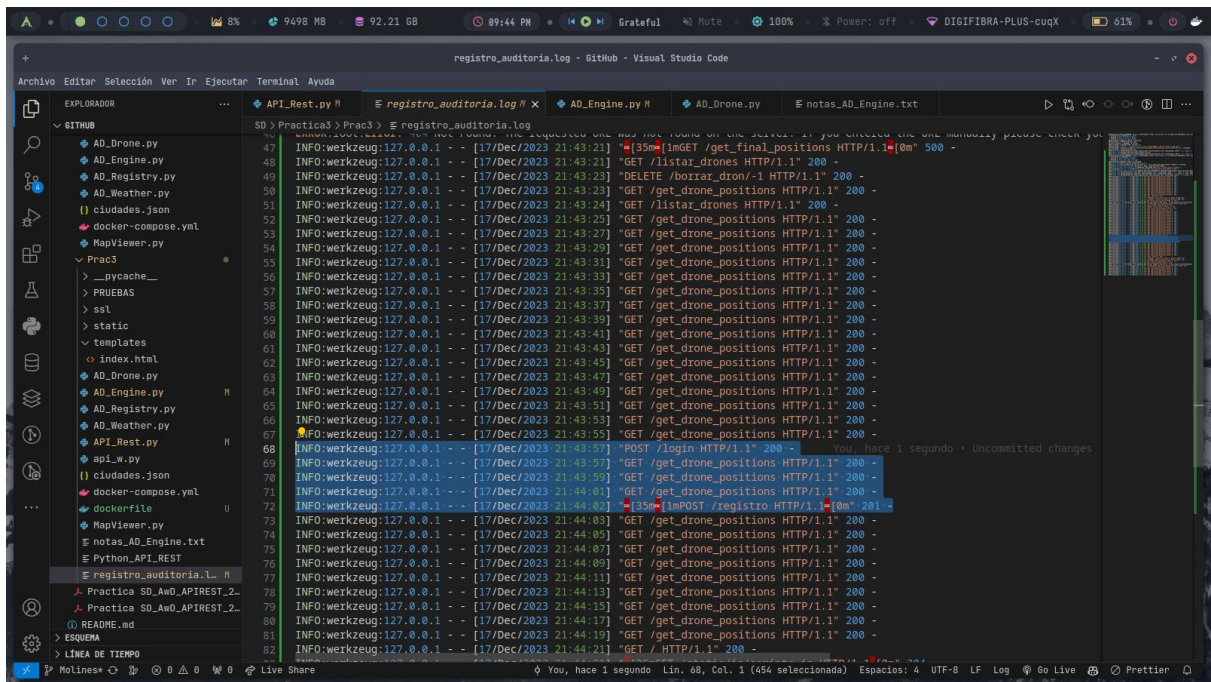 8% 9498 MB 92.21 GB 09:44 PM Grateful Mute 100% Power: off DIGIFIBRA-PLUS-cuqX 61%
registro_auditoria.log - GitHub - Visual Studio Code
Archivo Editar Selección Ver Ir Ejecutar Terminal Ayuda
EXPLORADOR ...
API_Rest.py M registro_auditoria.log M AD_Engine.py M AD_Drone.py notas_AD_Engine.txt
GITHUB
SD > Practica3 > Prac3 > registro_auditoria.log
AD_Drone.py
AD_Engine.py
AD_Registry.py
AD_Weather.py
ciudades.json
docker-compose.yml
MapViewer.py
Prac3
__pycache__
PRUEBAS
ssl
static
templates
index.html
AD_Drone.py
AD_Engine.py M
AD_Registry.py
AD_Weather.py
API_Rest.py M
api_w.py
ciudades.json
docker-compose.yml
dockerfile U
MapViewer.py
notas_AD_Engine.txt
Python_API_REST
registro_auditoria.l... M
Practica SD_AwD_APIREST_2...
Practica SD_AwD_APIREST_2...
README.md
ESQUEMA
LÍNEA DE TIEMPO
47 INFO:werkzeug:127.0.0.1 - - [17/Dec/2023 21:43:21] "[35m[1mGET /get_final_positions HTTP/1.1[0m" 500 -
48 INFO:werkzeug:127.0.0.1 - - [17/Dec/2023 21:43:21] "GET /listar_drones HTTP/1.1" 200 -
49 INFO:werkzeug:127.0.0.1 - - [17/Dec/2023 21:43:23] "DELETE /borrar_dron/-1 HTTP/1.1" 200 -
50 INFO:werkzeug:127.0.0.1 - - [17/Dec/2023 21:43:23] "GET /get_drone_positions HTTP/1.1" 200 -
51 INFO:werkzeug:127.0.0.1 - - [17/Dec/2023 21:43:24] "GET /listar_drones HTTP/1.1" 200 -
52 INFO:werkzeug:127.0.0.1 - - [17/Dec/2023 21:43:25] "GET /get_drone_positions HTTP/1.1" 200 -
53 INFO:werkzeug:127.0.0.1 - - [17/Dec/2023 21:43:27] "GET /get_drone_positions HTTP/1.1" 200 -
54 INFO:werkzeug:127.0.0.1 - - [17/Dec/2023 21:43:29] "GET /get_drone_positions HTTP/1.1" 200 -
55 INFO:werkzeug:127.0.0.1 - - [17/Dec/2023 21:43:31] "GET /get_drone_positions HTTP/1.1" 200 -
56 INFO:werkzeug:127.0.0.1 - - [17/Dec/2023 21:43:33] "GET /get_drone_positions HTTP/1.1" 200 -
57 INFO:werkzeug:127.0.0.1 - - [17/Dec/2023 21:43:35] "GET /get_drone_positions HTTP/1.1" 200 -
58 INFO:werkzeug:127.0.0.1 - - [17/Dec/2023 21:43:37] "GET /get_drone_positions HTTP/1.1" 200 -
59 INFO:werkzeug:127.0.0.1 - - [17/Dec/2023 21:43:39] "GET /get_drone_positions HTTP/1.1" 200 -
60 INFO:werkzeug:127.0.0.1 - - [17/Dec/2023 21:43:41] "GET /get_drone_positions HTTP/1.1" 200 -
61 INFO:werkzeug:127.0.0.1 - - [17/Dec/2023 21:43:43] "GET /get_drone_positions HTTP/1.1" 200 -
62 INFO:werkzeug:127.0.0.1 - - [17/Dec/2023 21:43:45] "GET /get_drone_positions HTTP/1.1" 200 -
63 INFO:werkzeug:127.0.0.1 - - [17/Dec/2023 21:43:47] "GET /get_drone_positions HTTP/1.1" 200 -
64 INFO:werkzeug:127.0.0.1 - - [17/Dec/2023 21:43:49] "GET /get_drone_positions HTTP/1.1" 200 -
65 INFO:werkzeug:127.0.0.1 - - [17/Dec/2023 21:43:51] "GET /get_drone_positions HTTP/1.1" 200 -
66 INFO:werkzeug:127.0.0.1 - - [17/Dec/2023 21:43:53] "GET /get_drone_positions HTTP/1.1" 200 -
67 INFO:werkzeug:127.0.0.1 - - [17/Dec/2023 21:43:55] "GET /get_drone_positions HTTP/1.1" 200 -
68 INFO:werkzeug:127.0.0.1 - - [17/Dec/2023 21:43:57] "POST /login HTTP/1.1" 200 - You, hace 1 segundo • Uncommitted changes
69 INFO:werkzeug:127.0.0.1 - - [17/Dec/2023 21:43:57] "GET /get_drone_positions HTTP/1.1" 200 -
70 INFO:werkzeug:127.0.0.1 - - [17/Dec/2023 21:43:59] "GET /get_drone_positions HTTP/1.1" 200 -
71 INFO:werkzeug:127.0.0.1 - - [17/Dec/2023 21:44:01] "GET /get_drone_positions HTTP/1.1" 200 -
72 INFO:werkzeug:127.0.0.1 - - [17/Dec/2023 21:44:02] "[35m[1mPOST /registro HTTP/1.1[0m" 201 -
73 INFO:werkzeug:127.0.0.1 - - [17/Dec/2023 21:44:03] "GET /get_drone_positions HTTP/1.1" 200 -
74 INFO:werkzeug:127.0.0.1 - - [17/Dec/2023 21:44:05] "GET /get_drone_positions HTTP/1.1" 200 -
75 INFO:werkzeug:127.0.0.1 - - [17/Dec/2023 21:44:07] "GET /get_drone_positions HTTP/1.1" 200 -
76 INFO:werkzeug:127.0.0.1 - - [17/Dec/2023 21:44:09] "GET /get_drone_positions HTTP/1.1" 200 -
77 INFO:werkzeug:127.0.0.1 - - [17/Dec/2023 21:44:11] "GET /get_drone_positions HTTP/1.1" 200 -
78 INFO:werkzeug:127.0.0.1 - - [17/Dec/2023 21:44:13] "GET /get_drone_positions HTTP/1.1" 200 -
79 INFO:werkzeug:127.0.0.1 - - [17/Dec/2023 21:44:15] "GET /get_drone_positions HTTP/1.1" 200 -
80 INFO:werkzeug:127.0.0.1 - - [17/Dec/2023 21:44:17] "GET /get_drone_positions HTTP/1.1" 200 -
81 INFO:werkzeug:127.0.0.1 - - [17/Dec/2023 21:44:19] "GET /get_drone_positions HTTP/1.1" 200 -
82 INFO:werkzeug:127.0.0.1 - - [17/Dec/2023 21:44:21] "GET / HTTP/1.1" 200 -
Molines* 0 0 0 Live Share You, hace 1 segundo Lín. 68, Col. 1 (454 seleccionada) Espacios: 4 UTF-8 LF Log Go Live Prettier